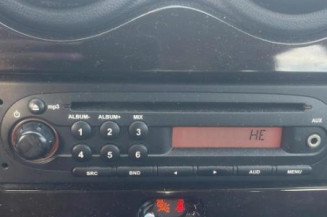 mp3
ALBUM- ALBUM+ MIX
1 2 3
HE
AUX
4 5 6
SRC BND ◄ ► AUD MENU